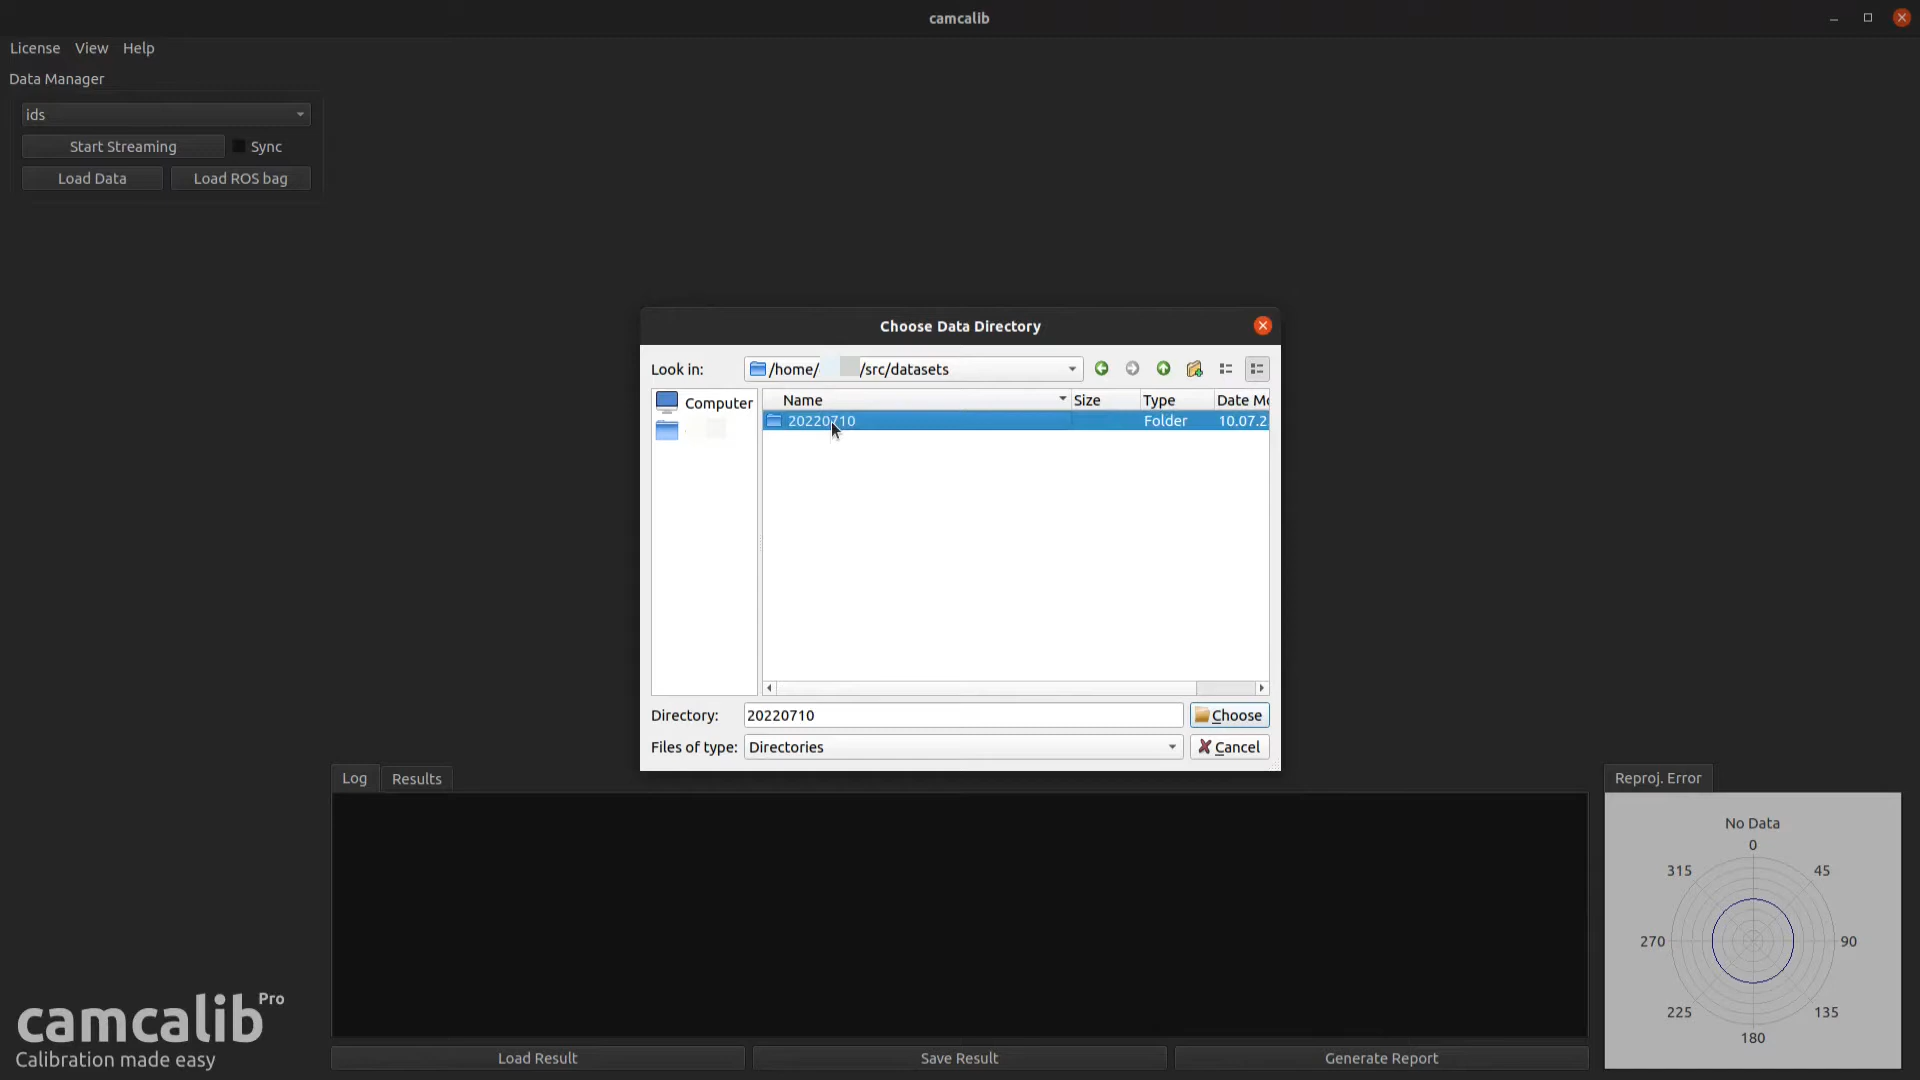 camcalib
License View Help
Data Manager
ids
Start Streaming Sync
Load Data Load ROS bag
Choose Data Directory
Look in: /home/ /src/datasets
Computer
Name Size Type Date Mo
20220710 Folder 10.07.2
Directory: 20220710
Choose
Files of type: Directories
Cancel
Log Results
Reproj. Error
No Data
0
45
90
135
180
225
270
315
camcalib Pro
Calibration made easy
Load Result Save Result Generate Report